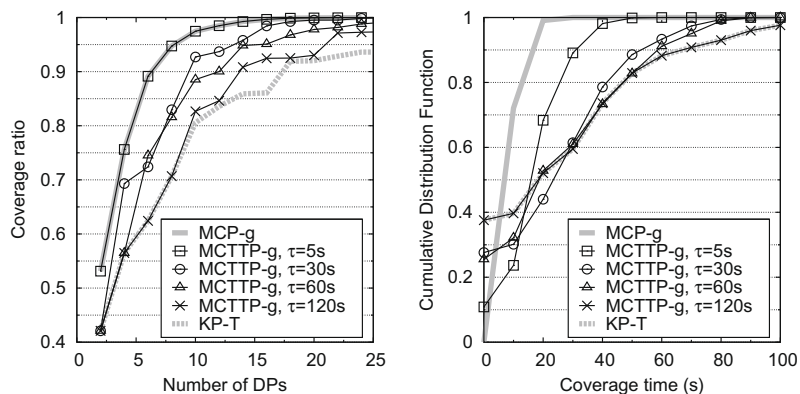 1
0.9
0.8
0.7
0.6
0.5
0.4
0
5
10
15
20
25
Coverage ratio
Number of DPs
MCP-g
MCTTP-g, τ=5s
MCTTP-g, τ=30s
MCTTP-g, τ=60s
MCTTP-g, τ=120s
KP-T
1
0.8
0.6
0.4
0.2
0
0
20
40
60
80
100
Cumulative Distribution Function
Coverage time (s)
MCP-g
MCTTP-g, τ=5s
MCTTP-g, τ=30s
MCTTP-g, τ=60s
MCTTP-g, τ=120s
KP-T